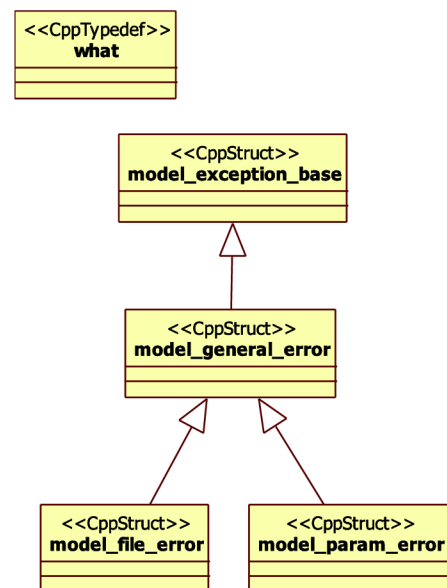 <<CppTypedef>>
what
<<CppStruct>>
model_exception_base
<<CppStruct>>
model_general_error
<<CppStruct>>
model_file_error
<<CppStruct>>
model_param_error